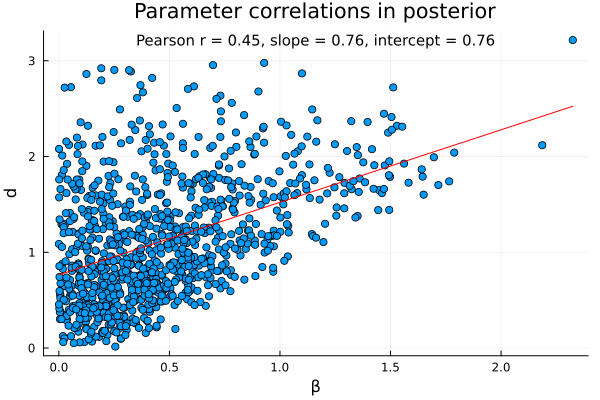 Parameter correlations in posterior
Pearson r = 0.45, slope = 0.76, intercept = 0.76
3
2
1
0
d
0.0 0.5 1.0 1.5 2.0
β